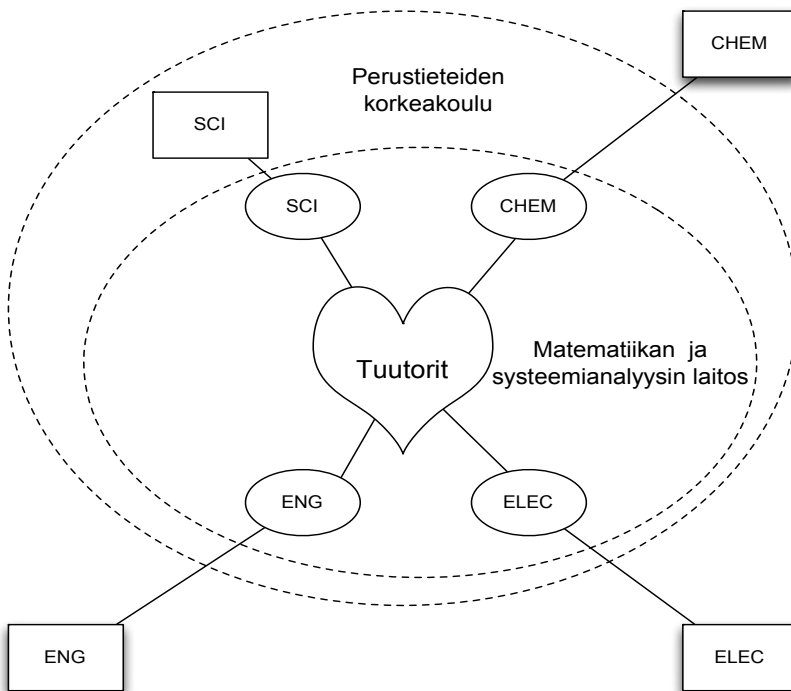 CHEM
Perustieteiden
korkeakoulu
SCI
SCI
CHEM
Matematiikan ja
systeemianalyysin laitos
Tuutorit
ENG
ELEC
ENG
ELEC